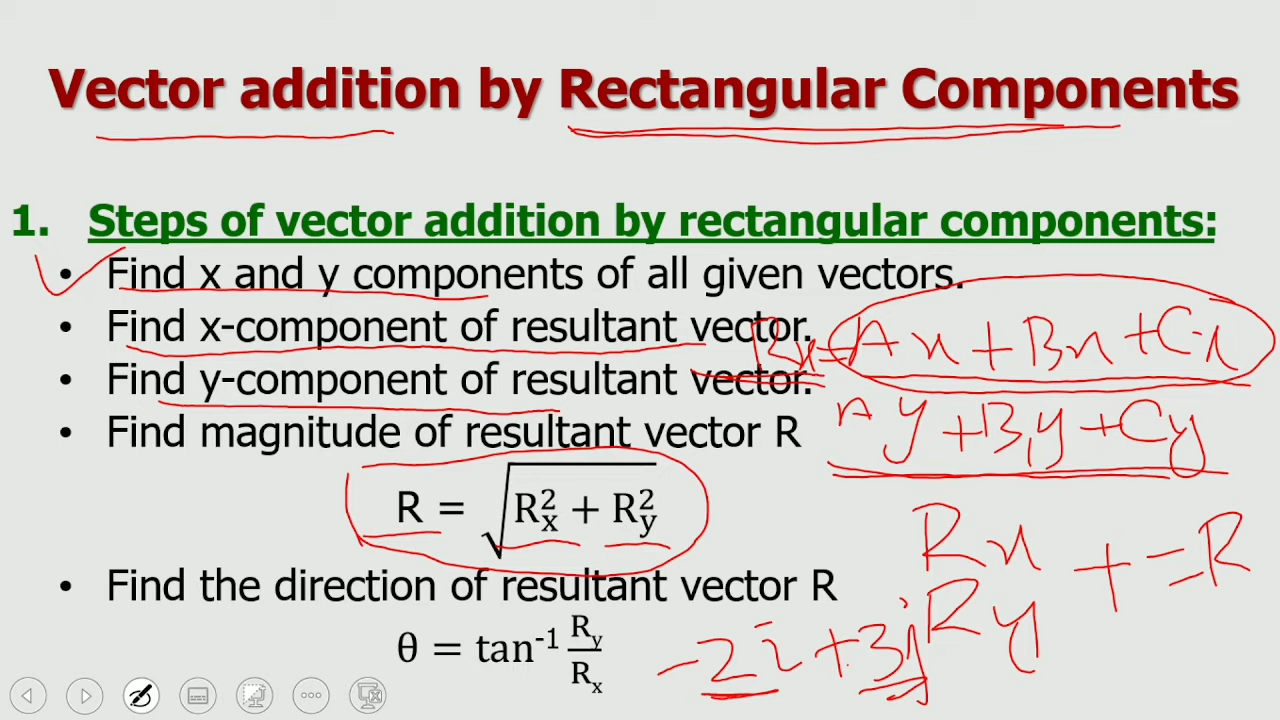 Vector addition by Rectangular Components
1. Steps of vector addition by rectangular components:
• Find x and y components of all given vectors.
• Find x-component of resultant vector.
Rx = Ax + Bx + Cx
• Find y-component of resultant vector.
Ay + By + Cy
• Find magnitude of resultant vector R
R = √(Rx² + Ry²)
Rx + = R
• Find the direction of resultant vector R
Ry
θ = tan⁻¹ Ry/Rx
-2i + 3j